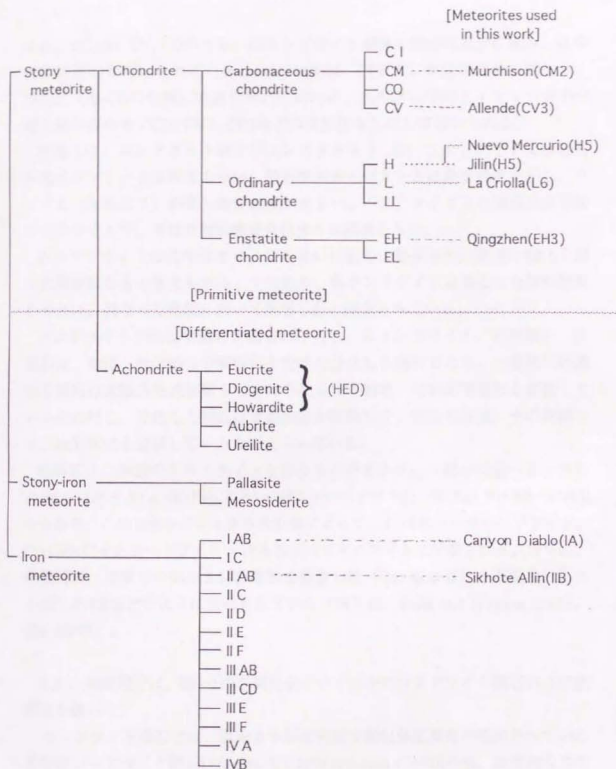 [Meteorites used
in this work]
C I
Stony
meteorite
Chondrite
Carbonaceous
chondrite
CM
Murchison(CM2)
CO
CV
Allende(CV3)
Nuevo Mercurio(H5)
H
Jilin(H5)
Ordinary
chondrite
L
La Criolla(L6)
LL
Enstatite
chondrite
EH
Qingzhen(EH3)
EL
[Primitive meteorite]
[Differentiated meteorite]
Achondrite
Eucrite
Diogenite
(HED)
Howardite
Aubrite
Ureilite
Stony-iron
meteorite
Pallasite
Mesosiderite
I AB
Canyon Diablo(IA)
Iron
meteorite
I C
II AB
Sikhote Allin(IIB)
II C
II D
II E
II F
III AB
III CD
III E
III F
IV A
IVB